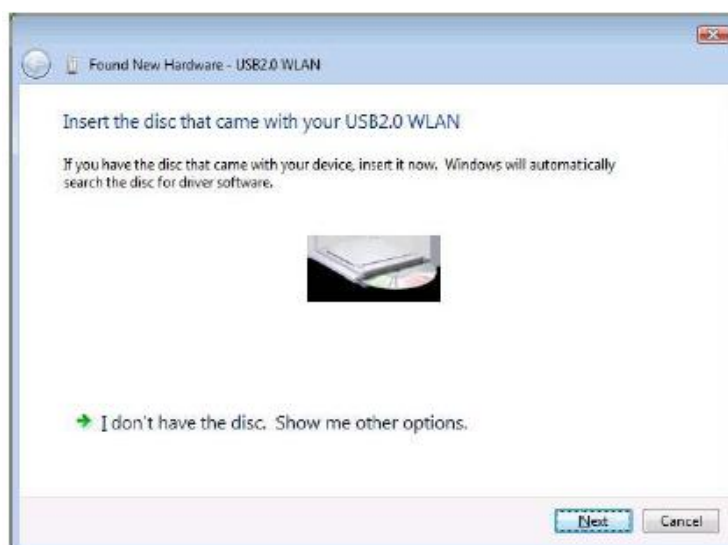 Found New Hardware - USB2.0 WLAN
Insert the disc that came with your USB2.0 WLAN
If you have the disc that came with your device, insert it now. Windows will automatically
search the disc for driver software.
I don't have the disc. Show me other options.
Next Cancel